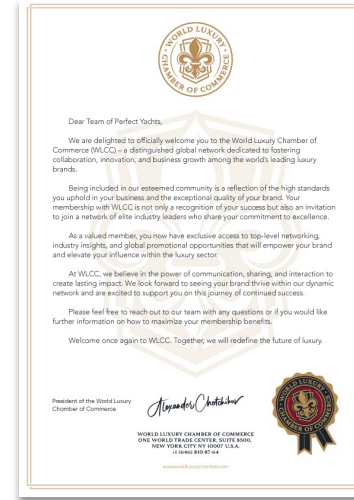 WORLD LUXURY
CHAMBER OF COMMERCE
Dear Team of Perfect Yachts,
We are delighted to officially welcome you to the World Luxury Chamber of
Commerce (WLCC) – a distinguished global network dedicated to fostering
collaboration, innovation, and business growth among the world's leading luxury
brands.
Being included in our esteemed community is a reflection of the high standards
you uphold in your business and the exceptional quality of your brand. Your
membership with WLCC is not only a recognition of your success but also an invitation
to join a network of elite industry leaders who share your commitment to excellence.
As a valued member, you now have exclusive access to top-level networking,
industry insights, and global promotional opportunities that will empower your brand
and elevate your influence within the luxury sector.
At WLCC, we believe in the power of communication, sharing, and interaction to
create lasting impact. We look forward to seeing your brand thrive within our dynamic
network and are excited to support you on this journey of continued success.
Please feel free to reach out to our team with any questions or if you would like
further information on how to maximize your membership benefits.
Welcome once again to WLCC. Together, we will redefine the future of luxury.
President of the World Luxury
Chamber of Commerce
Alexander Chetchikov
WORLD LUXURY
CHAMBER OF COMMERCE
WORLD LUXURY CHAMBER OF COMMERCE
ONE WORLD TRADE CENTER, SUITE 8500,
NEW YORK CITY NY 10007 U.S.A.
+1 (646) 810-87-64
www.worldluxurychamber.com